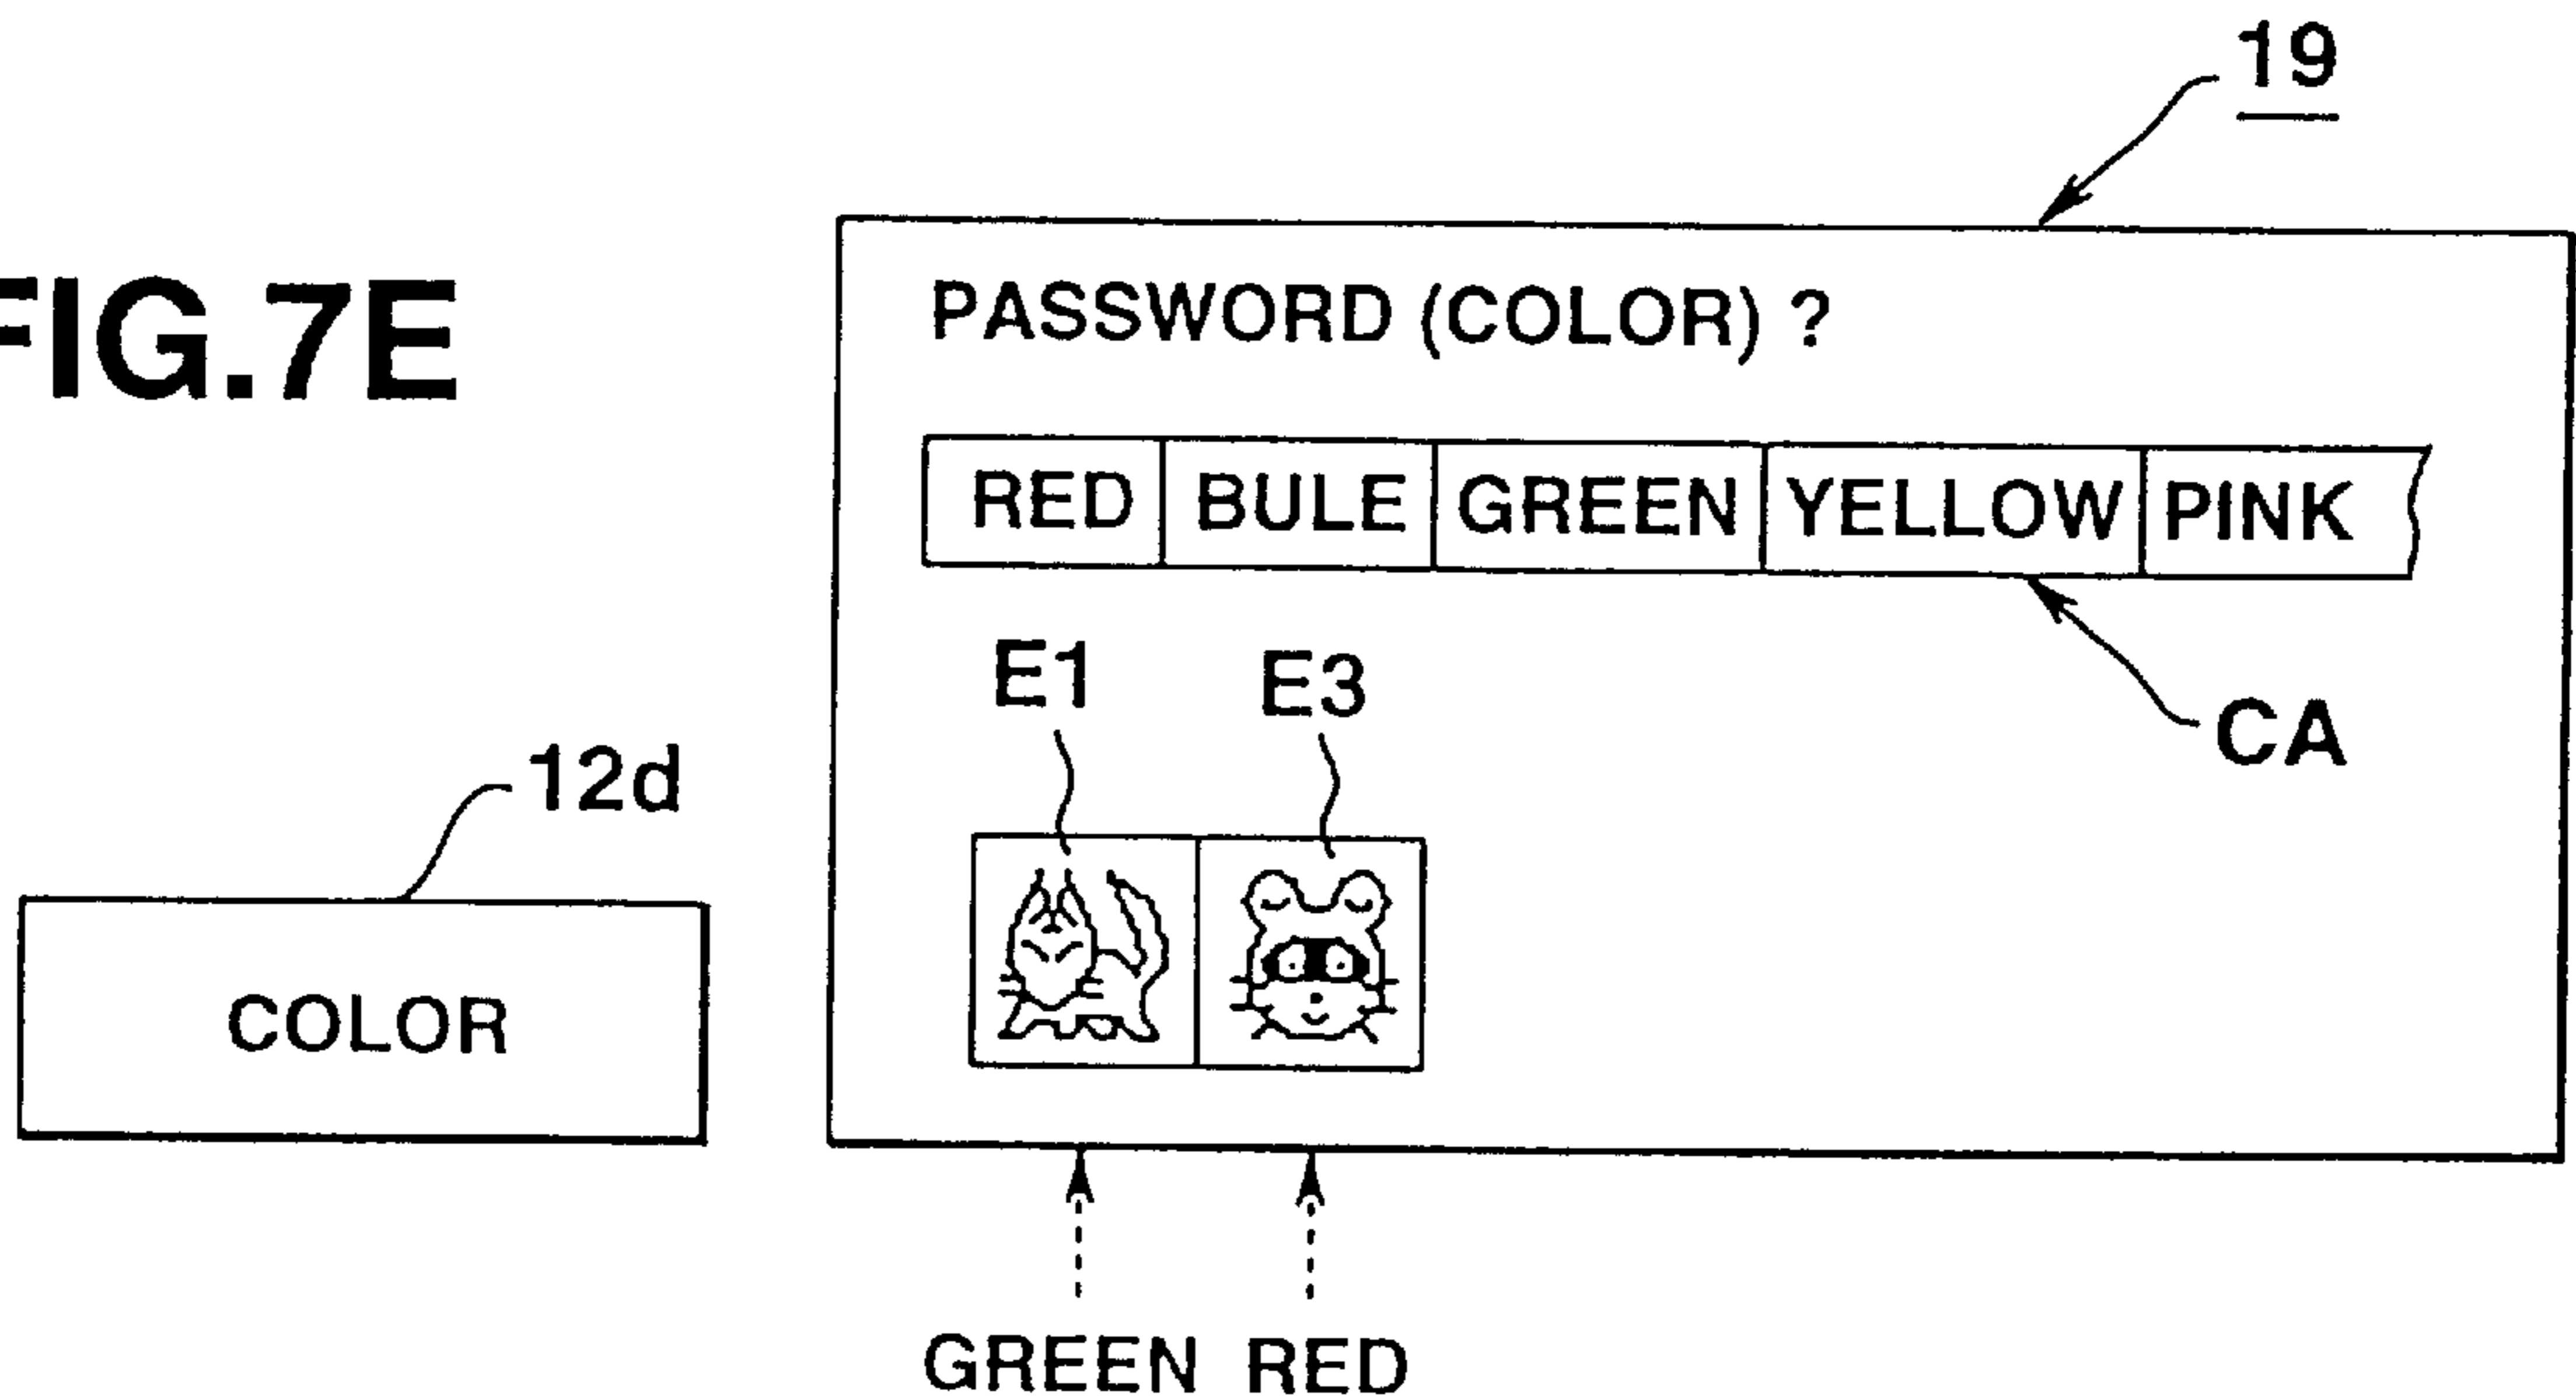 19
FIG.7E
PASSWORD (COLOR) ?
RED BULE GREEN YELLOW PINK
E1 E3
CA
12d
COLOR
GREEN RED